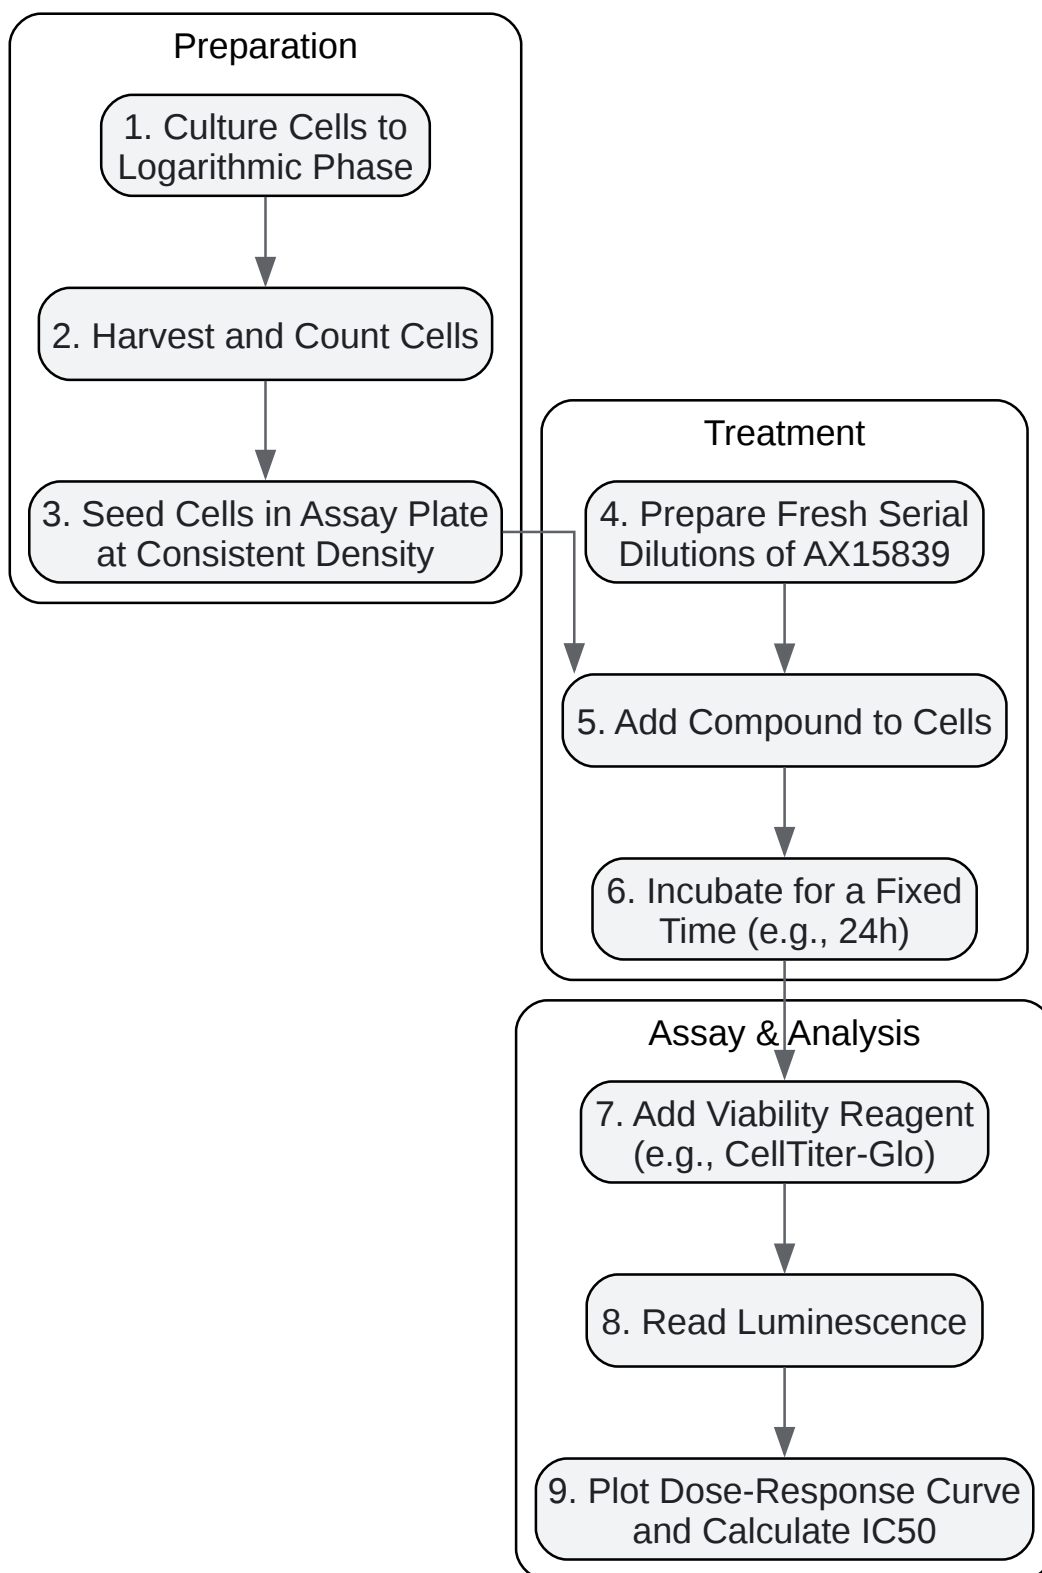 Preparation
1. Culture Cells to
Logarithmic Phase
2. Harvest and Count Cells
3. Seed Cells in Assay Plate
at Consistent Density
Treatment
4. Prepare Fresh Serial
Dilutions of AX15839
5. Add Compound to Cells
6. Incubate for a Fixed
Time (e.g., 24h)
Assay & Analysis
7. Add Viability Reagent
(e.g., CellTiter-Glo)
8. Read Luminescence
9. Plot Dose-Response Curve
and Calculate IC50